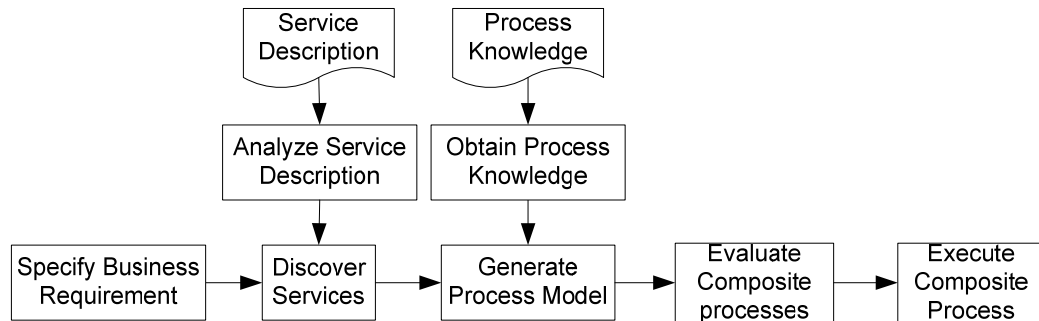 Service
Description
Process
Knowledge
Analyze Service
Description
Obtain Process
Knowledge
Specify Business
Requirement
Discover
Services
Generate
Process Model
Evaluate
Composite
processes
Execute
Composite
Process